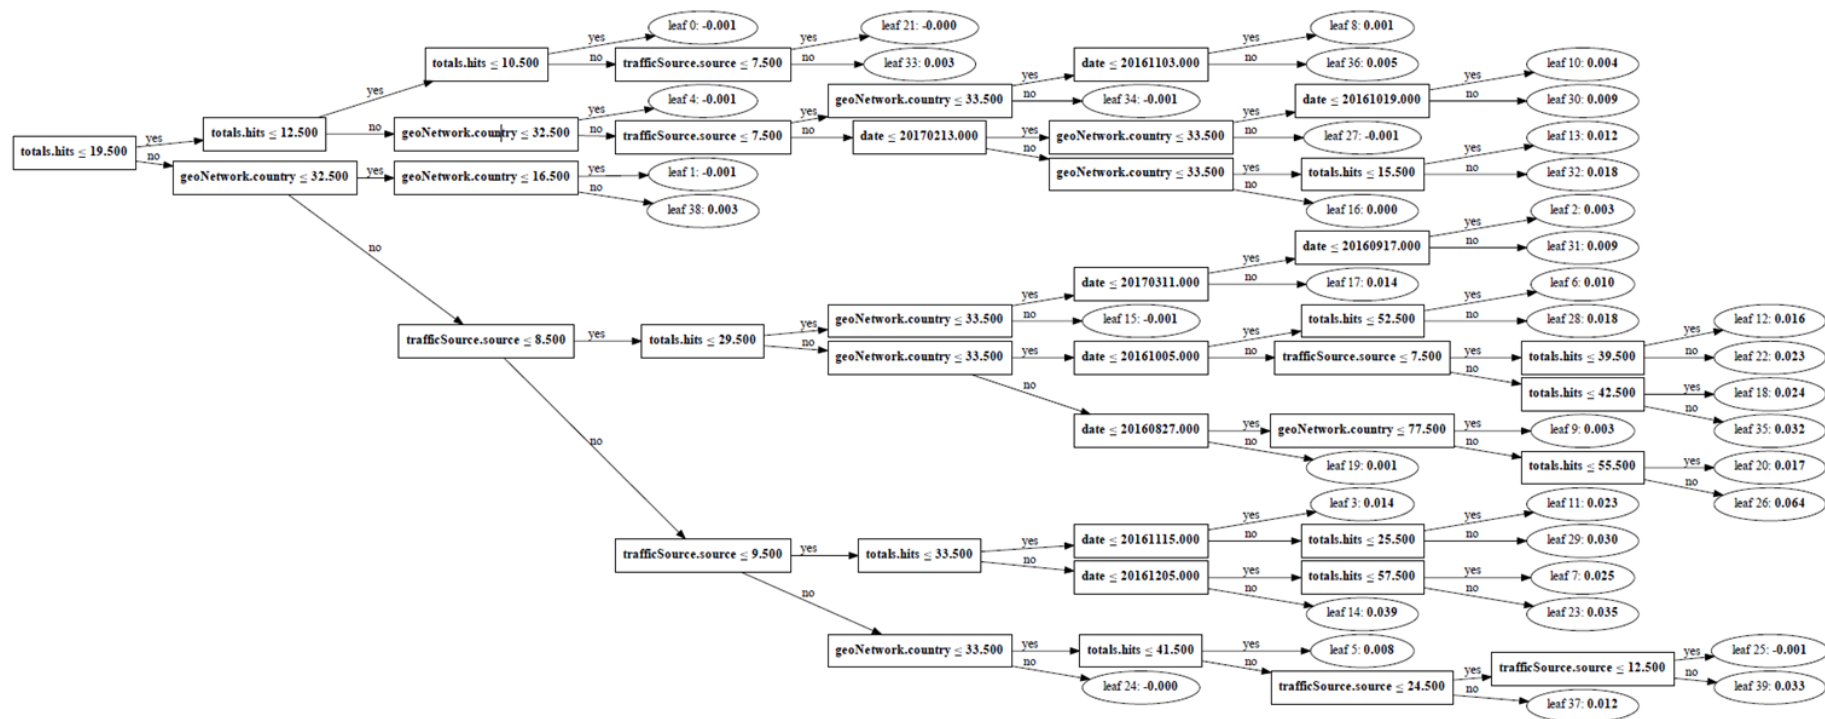 leaf 0: -0.001
leaf 21: -0.000
leaf 8: 0.001
yes
yes
yes
totals.hits ≤ 10.500
no
trafficSource.source ≤ 7.500
no
leaf 33: 0.003
date ≤ 20161103.000
no
leaf 36: 0.005
leaf 10: 0.004
yes
yes
yes
leaf 4: -0.001
geoNetwork.country ≤ 33.500
no
leaf 34: -0.001
date ≤ 20161019.000
no
leaf 30: 0.009
yes
yes
yes
yes
totals.hits ≤ 19.500
yes
totals.hits ≤ 12.500
no
geoNetwork.country ≤ 32.500
no
trafficSource.source ≤ 7.500
no
date ≤ 20170213.000
yes
geoNetwork.country ≤ 33.500
no
leaf 27: -0.001
leaf 13: 0.012
no
no
yes
geoNetwork.country ≤ 32.500
yes
geoNetwork.country ≤ 16.500
yes
leaf 1: -0.001
geoNetwork.country ≤ 33.500
yes
totals.hits ≤ 15.500
no
leaf 32: 0.018
no
leaf 38: 0.003
no
leaf 16: 0.000
leaf 2: 0.003
yes
no
date ≤ 20160917.000
no
leaf 31: 0.009
yes
date ≤ 20170311.000
no
leaf 17: 0.014
leaf 6: 0.010
yes
yes
geoNetwork.country ≤ 33.500
no
leaf 15: -0.001
totals.hits ≤ 52.500
no
leaf 28: 0.018
leaf 12: 0.016
yes
yes
yes
trafficSource.source ≤ 8.500
yes
totals.hits ≤ 29.500
no
geoNetwork.country ≤ 33.500
yes
date ≤ 20161005.000
no
trafficSource.source ≤ 7.500
yes
totals.hits ≤ 39.500
no
leaf 22: 0.023
no
no
totals.hits ≤ 42.500
yes
leaf 18: 0.024
no
no
date ≤ 20160827.000
yes
geoNetwork.country ≤ 77.500
yes
leaf 9: 0.003
leaf 35: 0.032
no
no
leaf 19: 0.001
totals.hits ≤ 55.500
yes
leaf 20: 0.017
no
leaf 3: 0.014
leaf 11: 0.023
leaf 26: 0.064
yes
yes
trafficSource.source ≤ 9.500
yes
totals.hits ≤ 33.500
yes
date ≤ 20161115.000
no
totals.hits ≤ 25.500
no
leaf 29: 0.030
no
date ≤ 20161205.000
yes
totals.hits ≤ 57.500
yes
leaf 7: 0.025
no
no
no
leaf 14: 0.039
leaf 23: 0.035
geoNetwork.country ≤ 33.500
yes
totals.hits ≤ 41.500
yes
leaf 5: 0.008
leaf 25: -0.001
no
no
yes
trafficSource.source ≤ 12.500
yes
leaf 24: -0.000
trafficSource.source ≤ 24.500
no
no
leaf 39: 0.033
leaf 37: 0.012